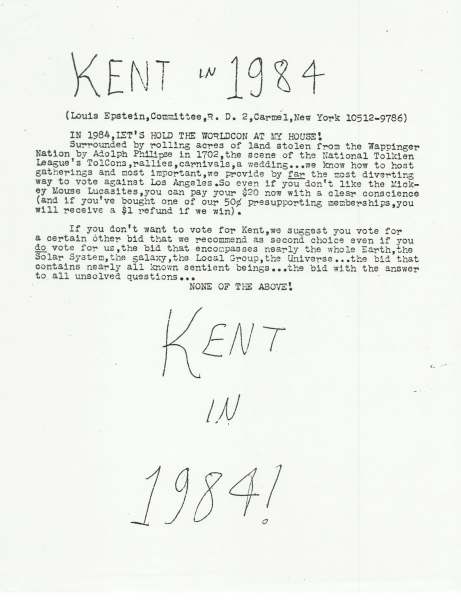 KENT IN 1984
(Louis Epstein,Committee,R. D. 2,Carmel,New York 10512-9786)
IN 1984,LET'S HOLD THE WORLDCON AT MY HOUSE!
Surrounded by rolling acres of land stolen from the Wappinger
Nation by Adolph Philipse in 1702,the scene of the National Tolkien
League's TolCons,rallies,carnivals,a wedding...we know how to host
gatherings and most important,we provide by far the most diverting
way to vote against Los Angeles.So even if you don't like the Mick-
ey Mouse Lucasites,you can pay your $20 now with a clear conscience
(and if you've bought one of our 50¢ presupporting memberships,you
will receive a $1 refund if we win).
If you don't want to vote for Kent,we suggest you vote for
a certain other bid that we recommend as second choice even if you
do vote for us,the bid that encompasses nearly the whole Earth,the
Solar System,the galaxy,the Local Group,the Universe...the bid that
contains nearly all known sentient beings...the bid with the answer
to all unsolved questions...
NONE OF THE ABOVE!
KENT
IN
1984!